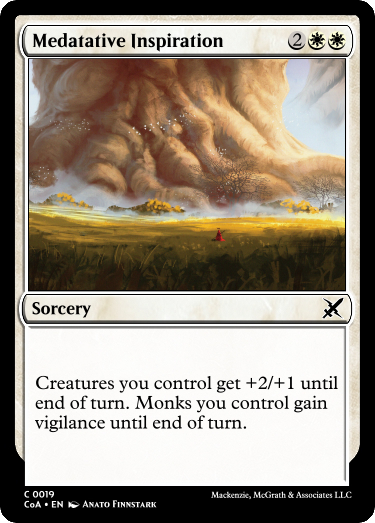 Medatative Inspiration 2
Sorcery
Creatures you control get +2/+1 until
end of turn. Monks you control gain
vigilance until end of turn.
C 0019
CoA • EN Anato Finnstark
Mackenzie, McGrath & Associates LLC